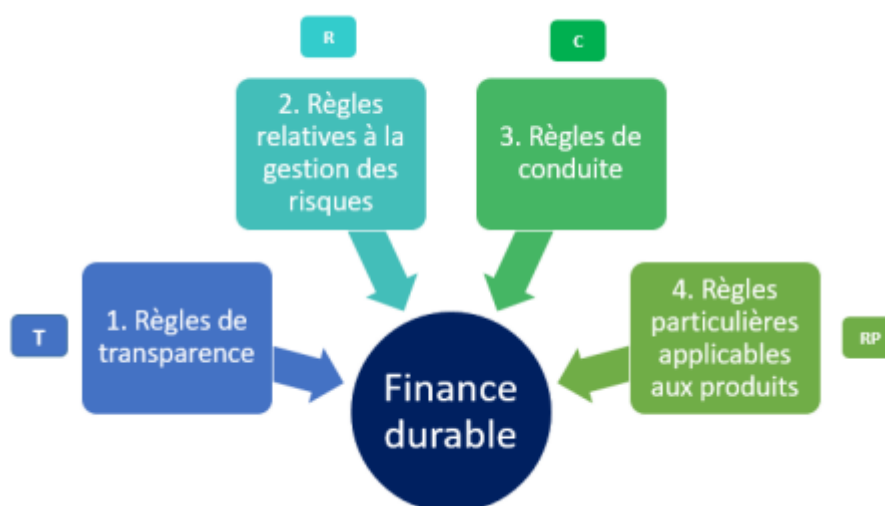 R
C
2. Règles
relatives à la
gestion des
risques
3. Règles de
conduite
T
1. Règles de
transparence
4. Règles
particulières
applicables
aux produits
RP
Finance
durable